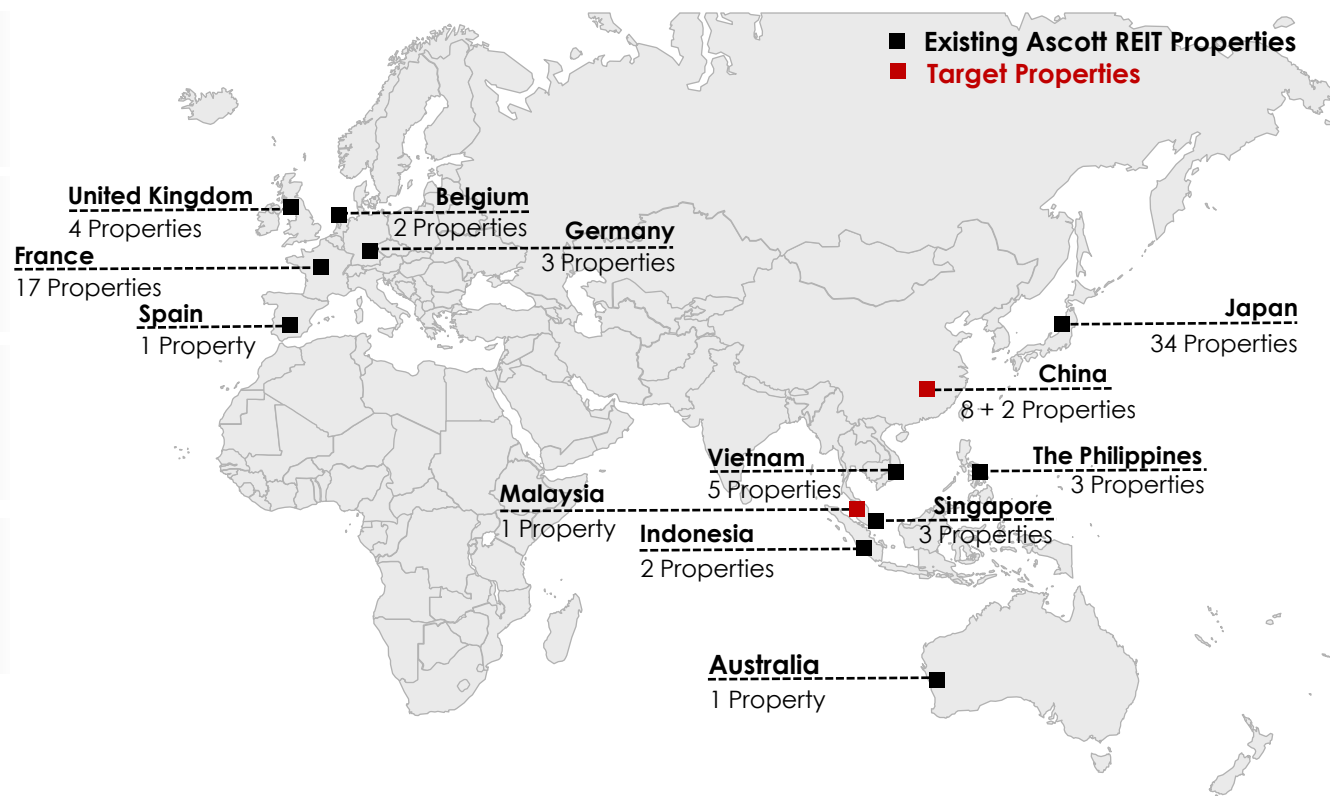 Existing Ascott REIT Properties
Target Properties
United Kingdom
4 Properties
Belgium
2 Properties
Germany
3 Properties
France
17 Properties
Spain
1 Property
Japan
34 Properties
China
8 + 2 Properties
Vietnam
5 Properties
The Philippines
3 Properties
Malaysia
1 Property
Singapore
3 Properties
Indonesia
2 Properties
Australia
1 Property